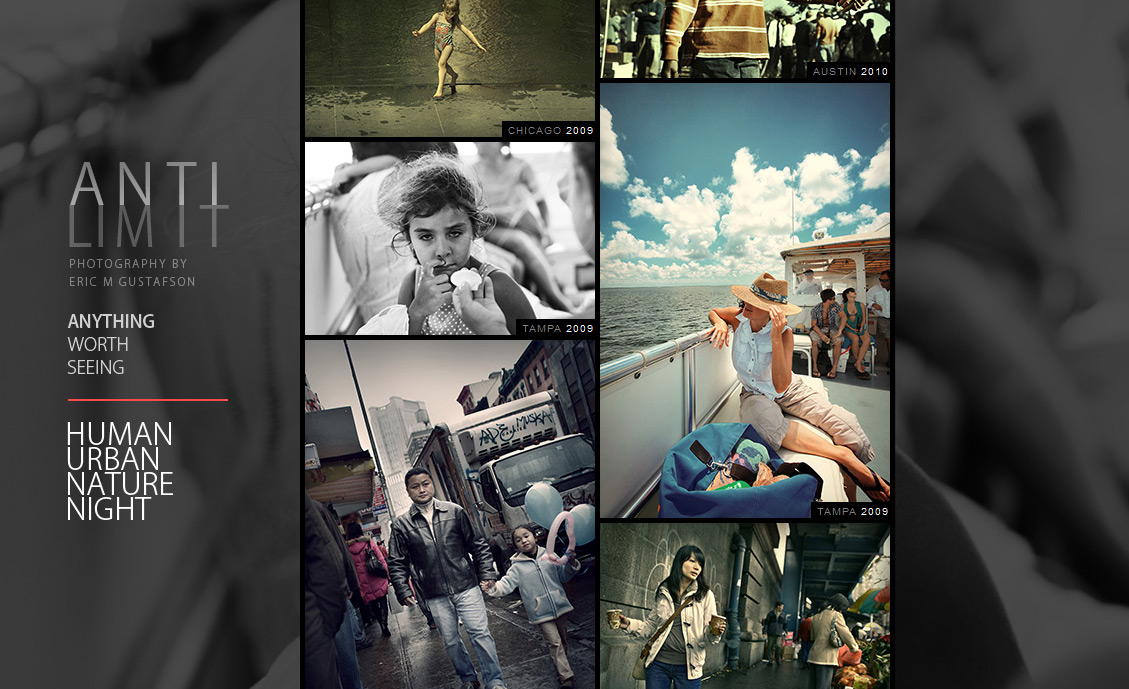 ANTI
LIMIT
PHOTOGRAPHY BY
ERIC M GUSTAFSON
ANYTHING
WORTH
SEEING
HUMAN
URBAN
NATURE
NIGHT
CHICAGO 2009
TAMPA 2009
AUSTIN 2010
TAMPA 2009